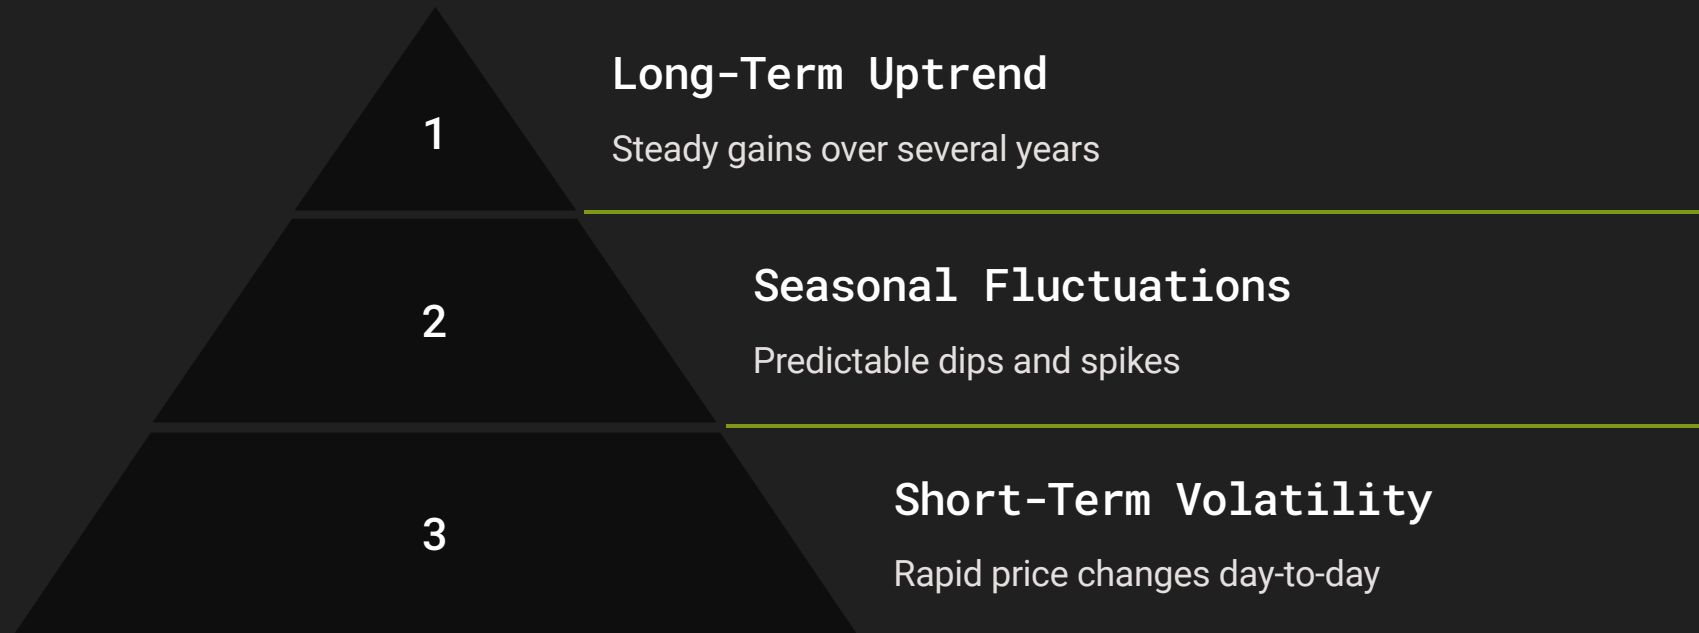 1
Long-Term Uptrend
Steady gains over several years
2
Seasonal Fluctuations
Predictable dips and spikes
3
Short-Term Volatility
Rapid price changes day-to-day